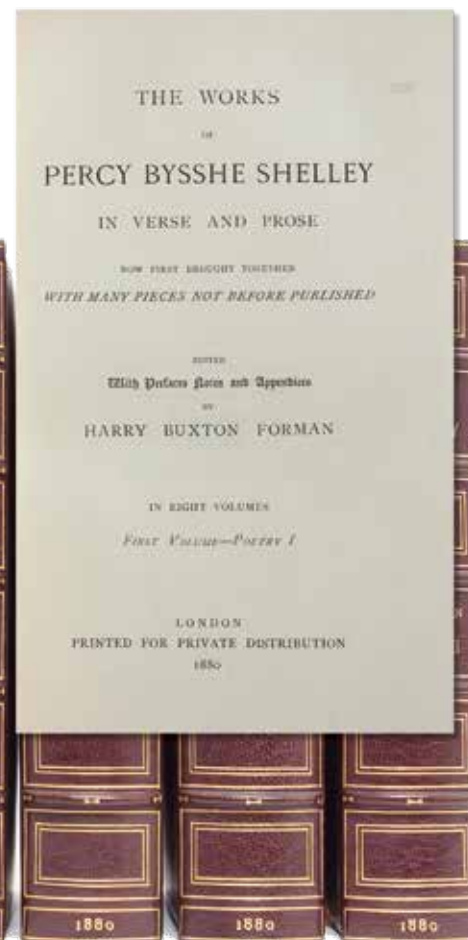 THE WORKS
OF
PERCY BYSSHE SHELLEY
IN VERSE AND PROSE
NOW FIRST BROUGHT TOGETHER
WITH MANY PIECES NOT BEFORE PUBLISHED
EDITED
With Prefaces Notes and Appendices
BY
HARRY BUXTON FORMAN
IN EIGHT VOLUMES
First Volume—Poetry I
LONDON
PRINTED FOR PRIVATE DISTRIBUTION
1880
1880
1880
1880